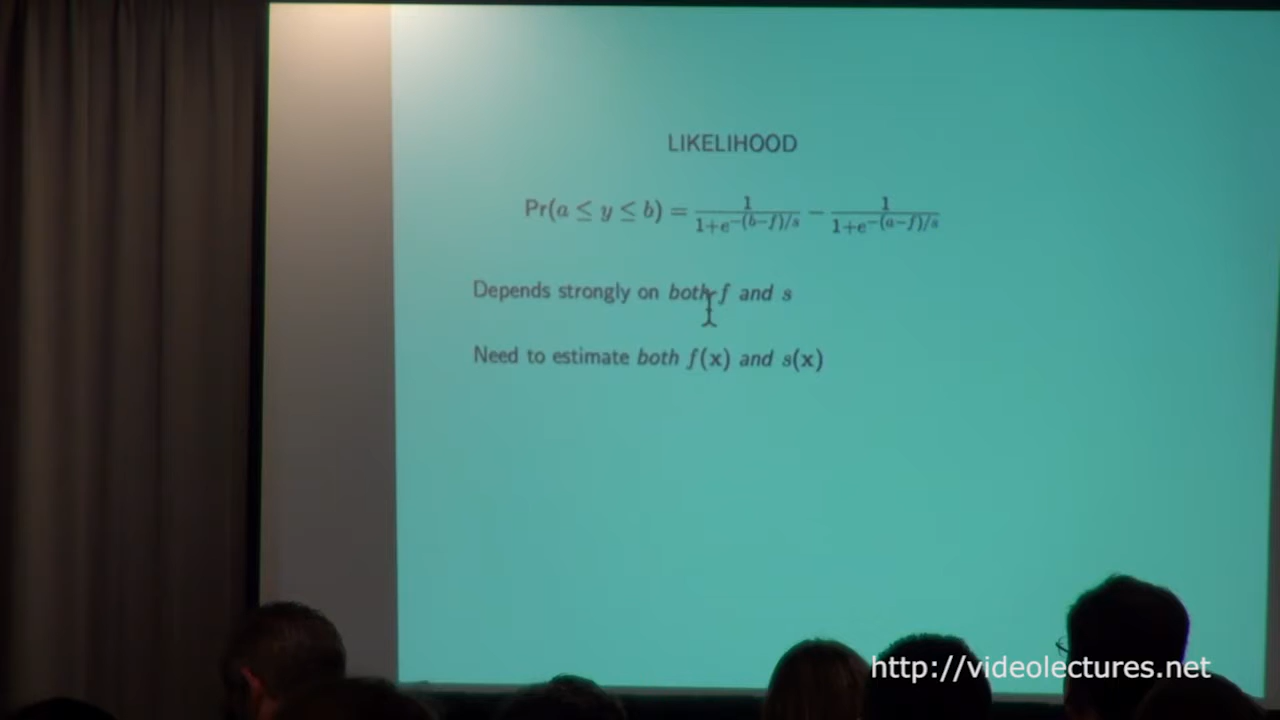 LIKELIHOOD
Pr(a ≤ y ≤ b) = 1/(1+e^{-(b-f)/s}) − 1/(1+e^{-(a-f)/s})
Depends strongly on both f and s
Need to estimate both f(x) and s(x)
http://videolectures.net